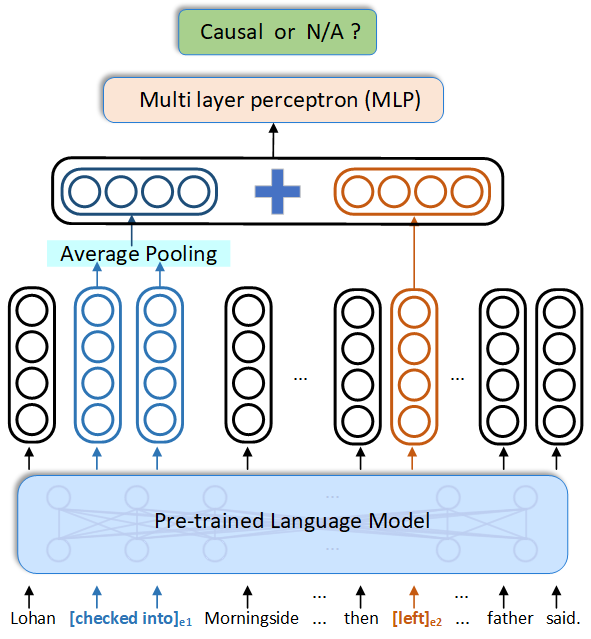 Causal or N/A ?
Multi layer perceptron (MLP)
Average Pooling
... ...
...
Pre-trained Language Model
... ...
Lohan [checked into]e1 Morningside ... then [left]e2 ... father said.